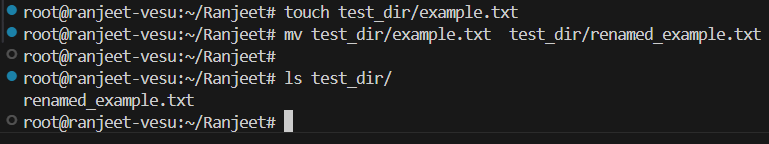 root@ranjeet-vesu:~/Ranjeet# touch test_dir/example.txt
root@ranjeet-vesu:~/Ranjeet# mv test_dir/example.txt  test_dir/renamed_example.txt
root@ranjeet-vesu:~/Ranjeet#
root@ranjeet-vesu:~/Ranjeet# ls test_dir/
renamed_example.txt
root@ranjeet-vesu:~/Ranjeet#